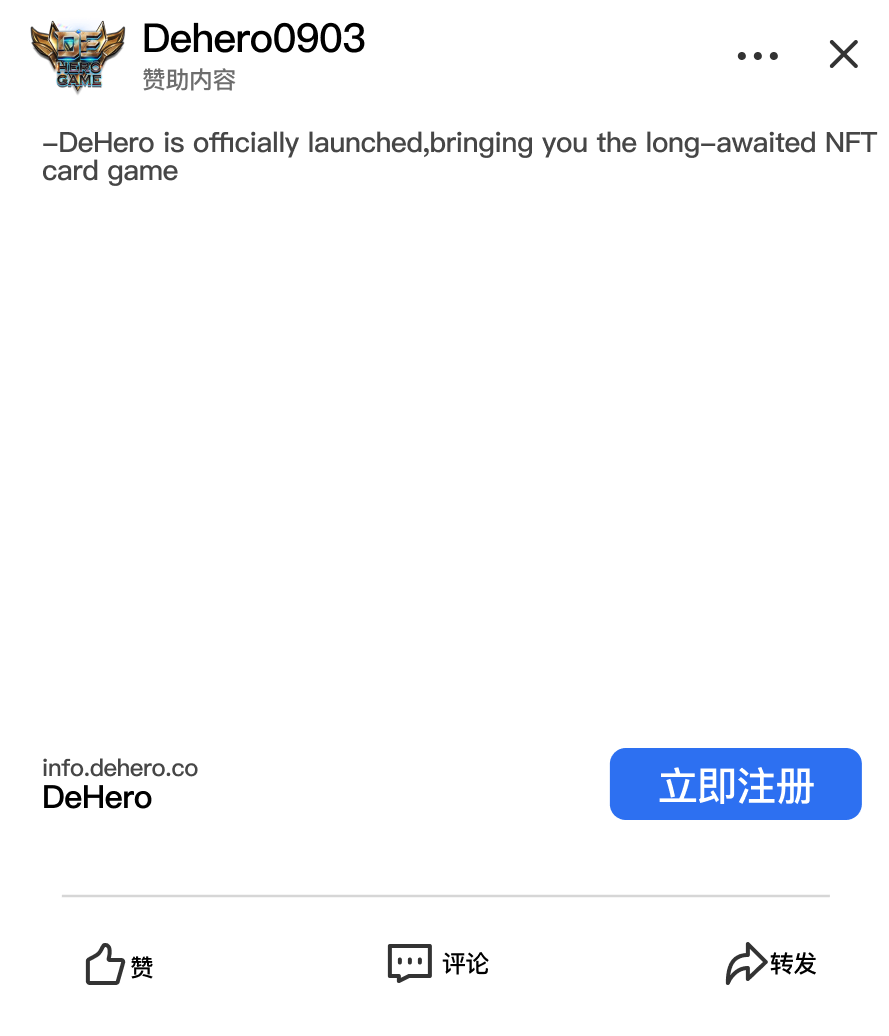 DE
HERO
GAME
Dehero0903
赞助内容
-DeHero is officially launched,bringing you the long-awaited NFT
card game
info.dehero.co
DeHero
立即注册
赞
评论
转发